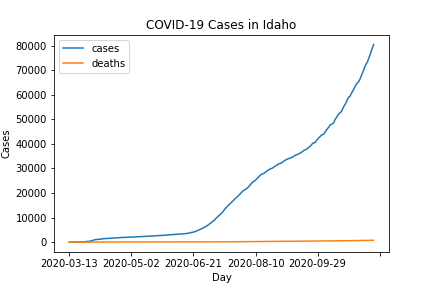 COVID-19 Cases in Idaho
cases
deaths
80000
70000
60000
50000
40000
30000
20000
10000
0
Cases
2020-03-13 2020-05-02 2020-06-21 2020-08-10 2020-09-29
Day